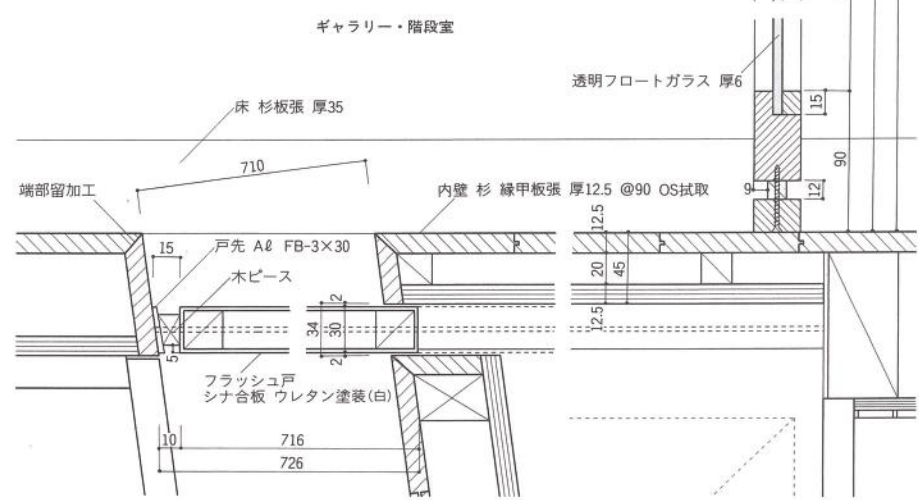 ギャラリー・階段室
透明フロートガラス 厚6
15
床 杉板張 厚35
710
90
端部留加工
内壁 杉 縁甲板張 厚12.5 @90 OS拭取
9
12
12.5
15
戸先 Aℓ FB-3×30
木ピース
20
45
2
34
30
12.5
5
2
フラッシュ戸
シナ合板 ウレタン塗装(白)
10
716
726